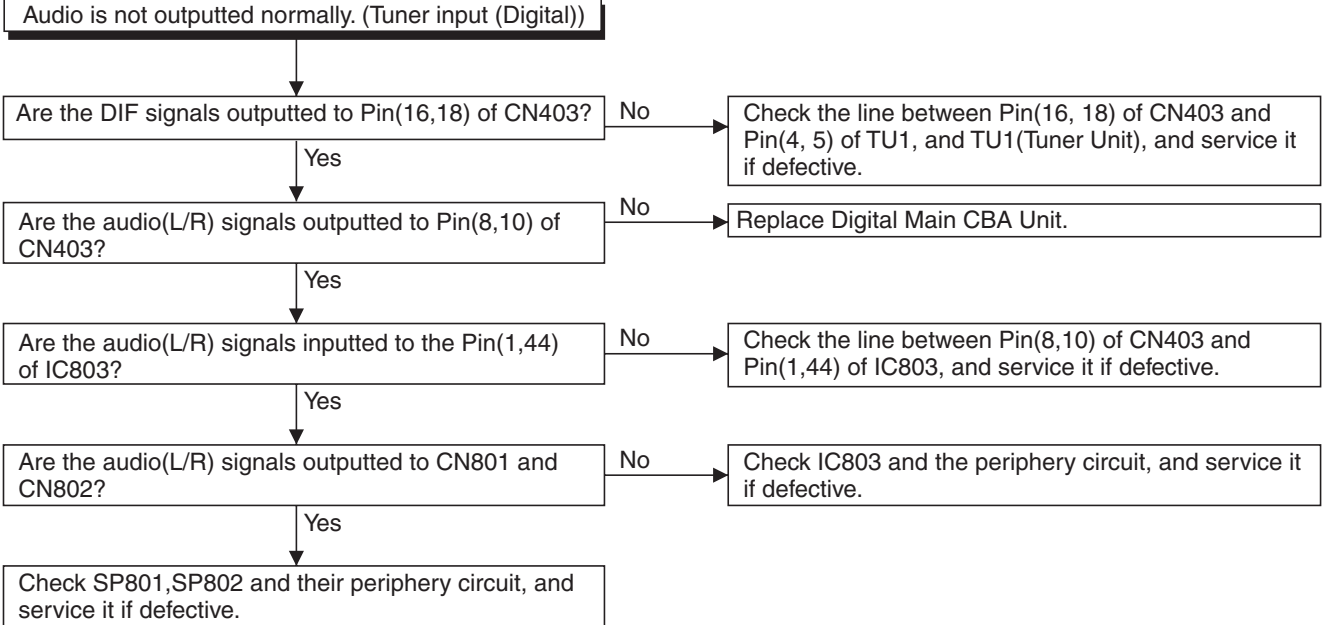 Audio is not outputted normally. (Tuner input (Digital))
Are the DIF signals outputted to Pin(16,18) of CN403?
No
Check the line between Pin(16, 18) of CN403 and
Pin(4, 5) of TU1, and TU1(Tuner Unit), and service it
if defective.
Yes
Are the audio(L/R) signals outputted to Pin(8,10) of
CN403?
No
Replace Digital Main CBA Unit.
Yes
Are the audio(L/R) signals inputted to the Pin(1,44)
of IC803?
No
Check the line between Pin(8,10) of CN403 and
Pin(1,44) of IC803, and service it if defective.
Yes
Are the audio(L/R) signals outputted to CN801 and
CN802?
No
Check IC803 and the periphery circuit, and service it
if defective.
Yes
Check SP801,SP802 and their periphery circuit, and
service it if defective.